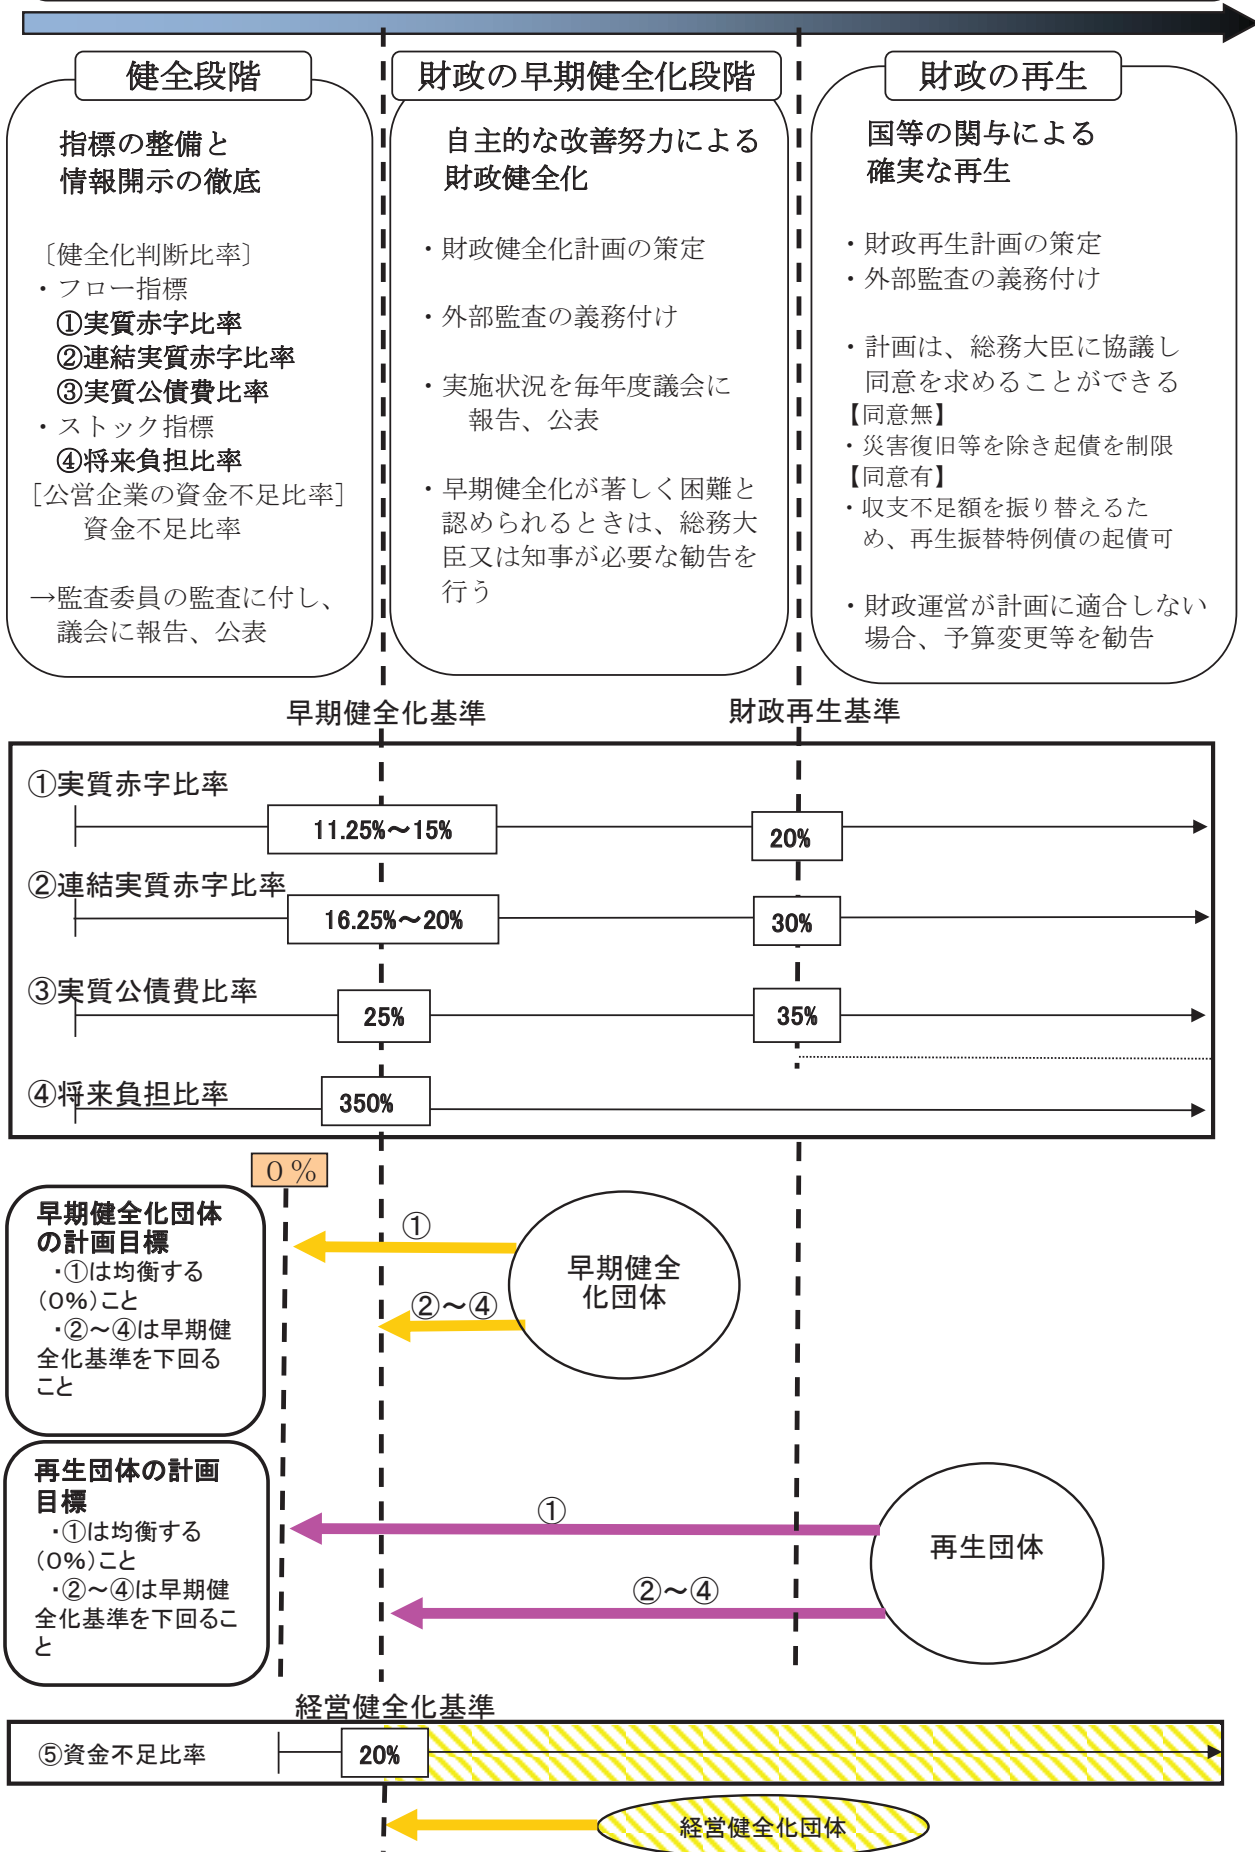 健全段階
指標の整備と
情報開示の徹底
〔健全化判断比率〕
・フロー指標
①実質赤字比率
②連結実質赤字比率
③実質公債費比率
・ストック指標
④将来負担比率
[公営企業の資金不足比率]
資金不足比率
→監査委員の監査に付し、
議会に報告、公表
財政の早期健全化段階
自主的な改善努力による
財政健全化
・財政健全化計画の策定
・外部監査の義務付け
・実施状況を毎年度議会に
報告、公表
・早期健全化が著しく困難と
認められるときは、総務大
臣又は知事が必要な勧告を
行う
財政の再生
国等の関与による
確実な再生
・財政再生計画の策定
・外部監査の義務付け
・計画は、総務大臣に協議し
同意を求めることができる
【同意無】
・災害復旧等を除き起債を制限
【同意有】
・収支不足額を振り替えるた
め、再生振替特例債の起債可
・財政運営が計画に適合しない
場合、予算変更等を勧告
早期健全化基準
財政再生基準
①実質赤字比率
11.25%～15%
20%
②連結実質赤字比率
16.25%～20%
30%
③実質公債費比率
25%
35%
④将来負担比率
350%
0%
早期健全化団体
の計画目標
・①は均衡する
(0%)こと
・②～④は早期健
全化基準を下回る
こと
①
②～④
早期健全
化団体
再生団体の計画
目標
・①は均衡する
(0%)こと
・②～④は早期健
全化基準を下回るこ
と
①
②～④
再生団体
経営健全化基準
⑤資金不足比率
20%
経営健全化団体